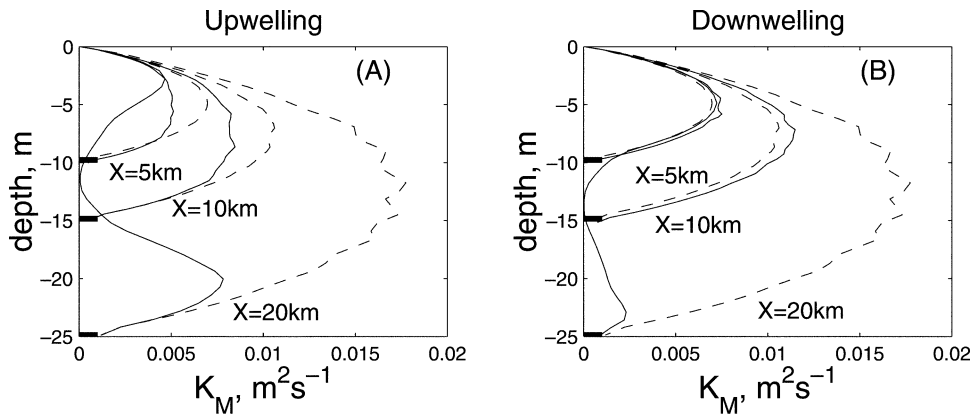 Upwelling
(A)
0
−5
−10
−15
−20
−25
depth, m
X=5km
X=10km
X=20km
0
0.005
0.01
0.015
0.02
K_M, m²s⁻¹
Downwelling
(B)
0
−5
−10
−15
−20
−25
depth, m
X=5km
X=10km
X=20km
0
0.005
0.01
0.015
0.02
K_M, m²s⁻¹